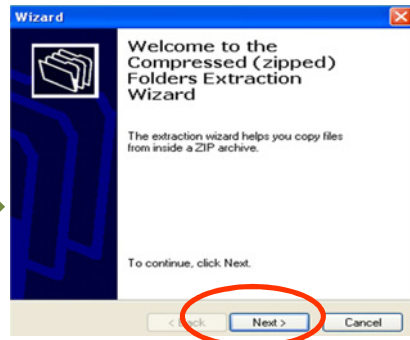 Wizard
Welcome to the
Compressed (zipped)
Folders Extraction
Wizard
The extraction wizard helps you copy files
from inside a ZIP archive.
To continue, click Next.
< Back Next > Cancel